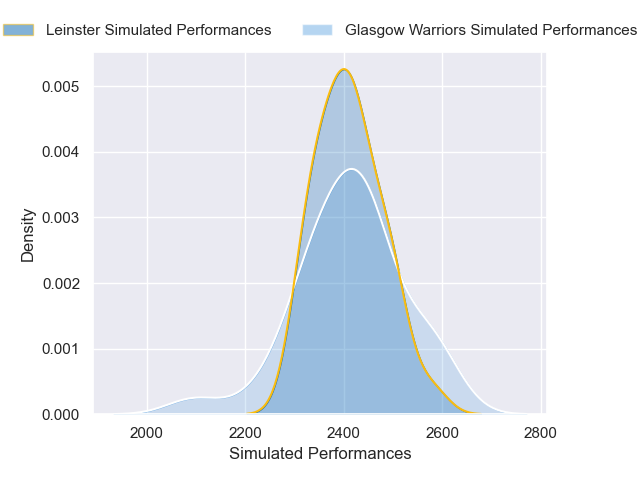 Leinster Simulated Performances
Glasgow Warriors Simulated Performances
0.005
0.004
0.003
0.002
0.001
0.000
Density
2000
2200
2400
2600
2800
Simulated Performances